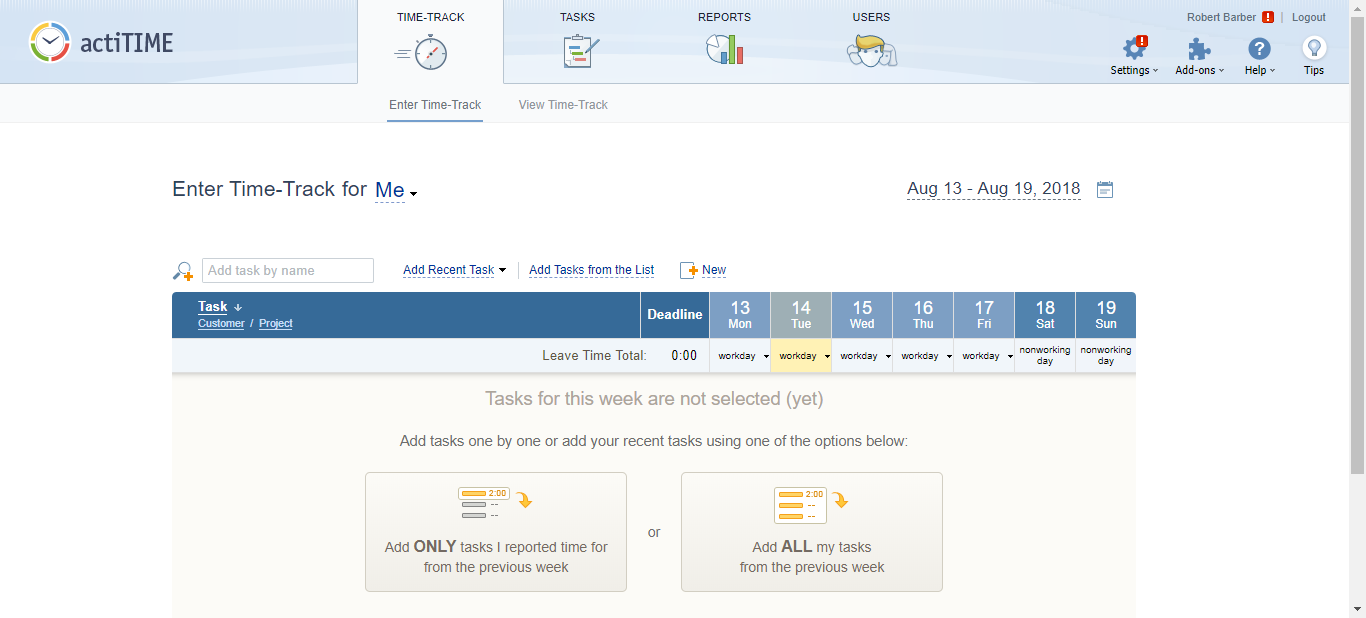 actiTIME
TIME-TRACK
TASKS
REPORTS
USERS
Robert Barber ! | Logout
Settings
Add-ons
? Help
Tips
Enter Time-Track
View Time-Track
Enter Time-Track for Me
Aug 13 - Aug 19, 2018
Add task by name
Add Recent Task
Add Tasks from the List
New
Task ↓
Customer / Project
Deadline
13 Mon
14 Tue
15 Wed
16 Thu
17 Fri
18 Sat
19 Sun
Leave Time Total: 0:00
workday
workday
workday
workday
workday
nonworking
day
nonworking
day
Tasks for this week are not selected (yet)
Add tasks one by one or add your recent tasks using one of the options below:
2:00
--
--
Add ONLY tasks I reported time for
from the previous week
or
2:00
--
--
Add ALL my tasks
from the previous week